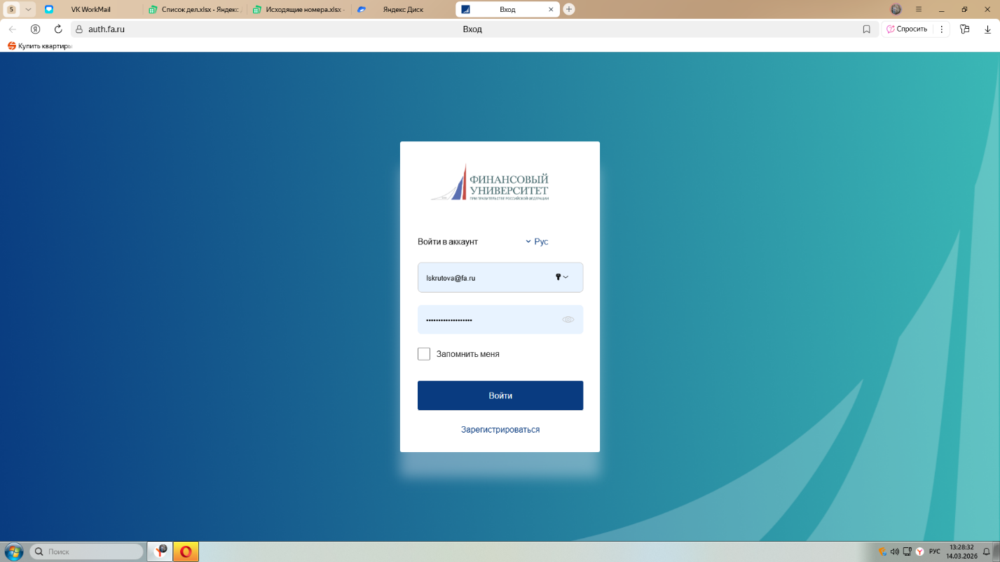 5
VK WorkMail
Список дел.xlsx - Яндекс
Исходящие номера.xlsx -
Яндекс Диск
Вход
auth.fa.ru
Вход
Спросить
Купить квартиры
ФИНАНСОВЫЙ
УНИВЕРСИТЕТ
ПРИ ПРАВИТЕЛЬСТВЕ РОССИЙСКОЙ ФЕДЕРАЦИИ
Войти в аккаунт
Рус
lskrutova@fa.ru
Запомнить меня
Войти
Зарегистрироваться
Поиск
РУС
13:28:32
14.03.2026